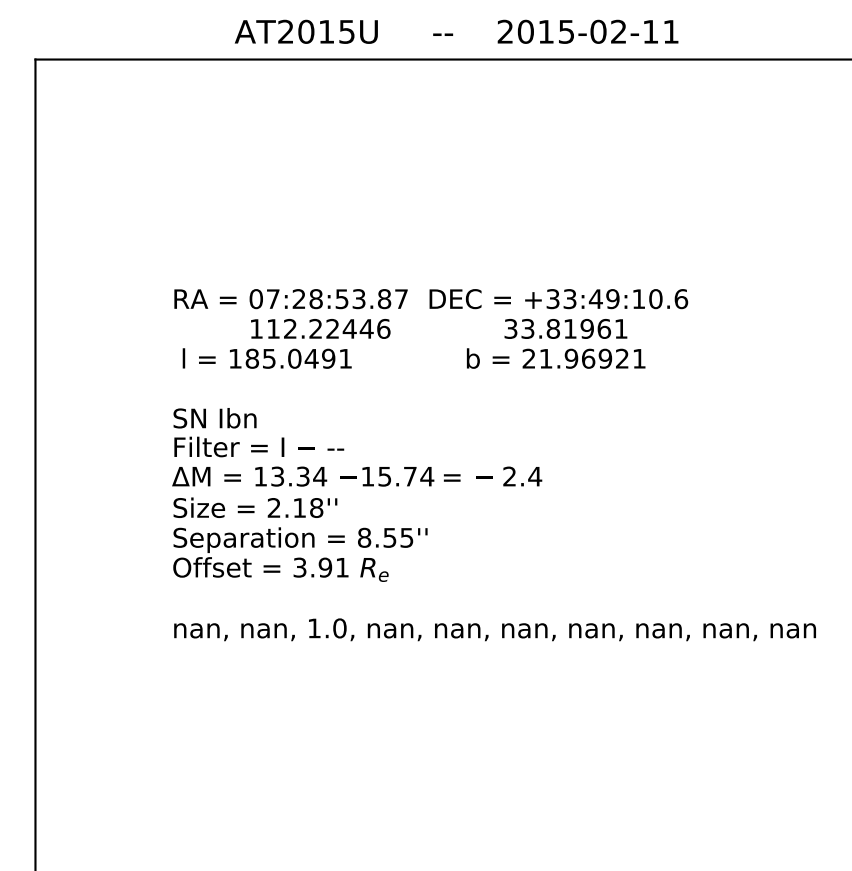 AT2015U -- 2015-02-11
RA = 07:28:53.87 DEC = +33:49:10.6
112.22446 33.81961
l = 185.0491 b = 21.96921
SN Ibn
Filter = I − --
ΔM = 13.34 −15.74 = − 2.4
Size = 2.18''
Separation = 8.55''
Offset = 3.91 Rₑ
nan, nan, 1.0, nan, nan, nan, nan, nan, nan, nan